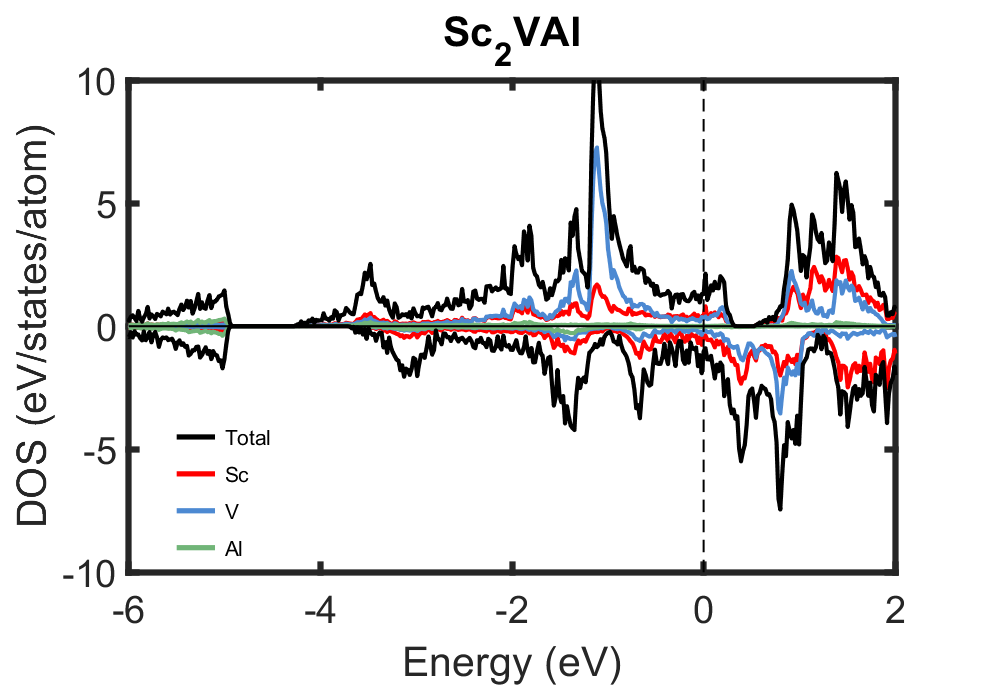 Sc₂VAl
DOS (eV/states/atom)
10
5
0
-5
-10
Total
Sc
V
Al
-6 -4 -2 0 2
Energy (eV)